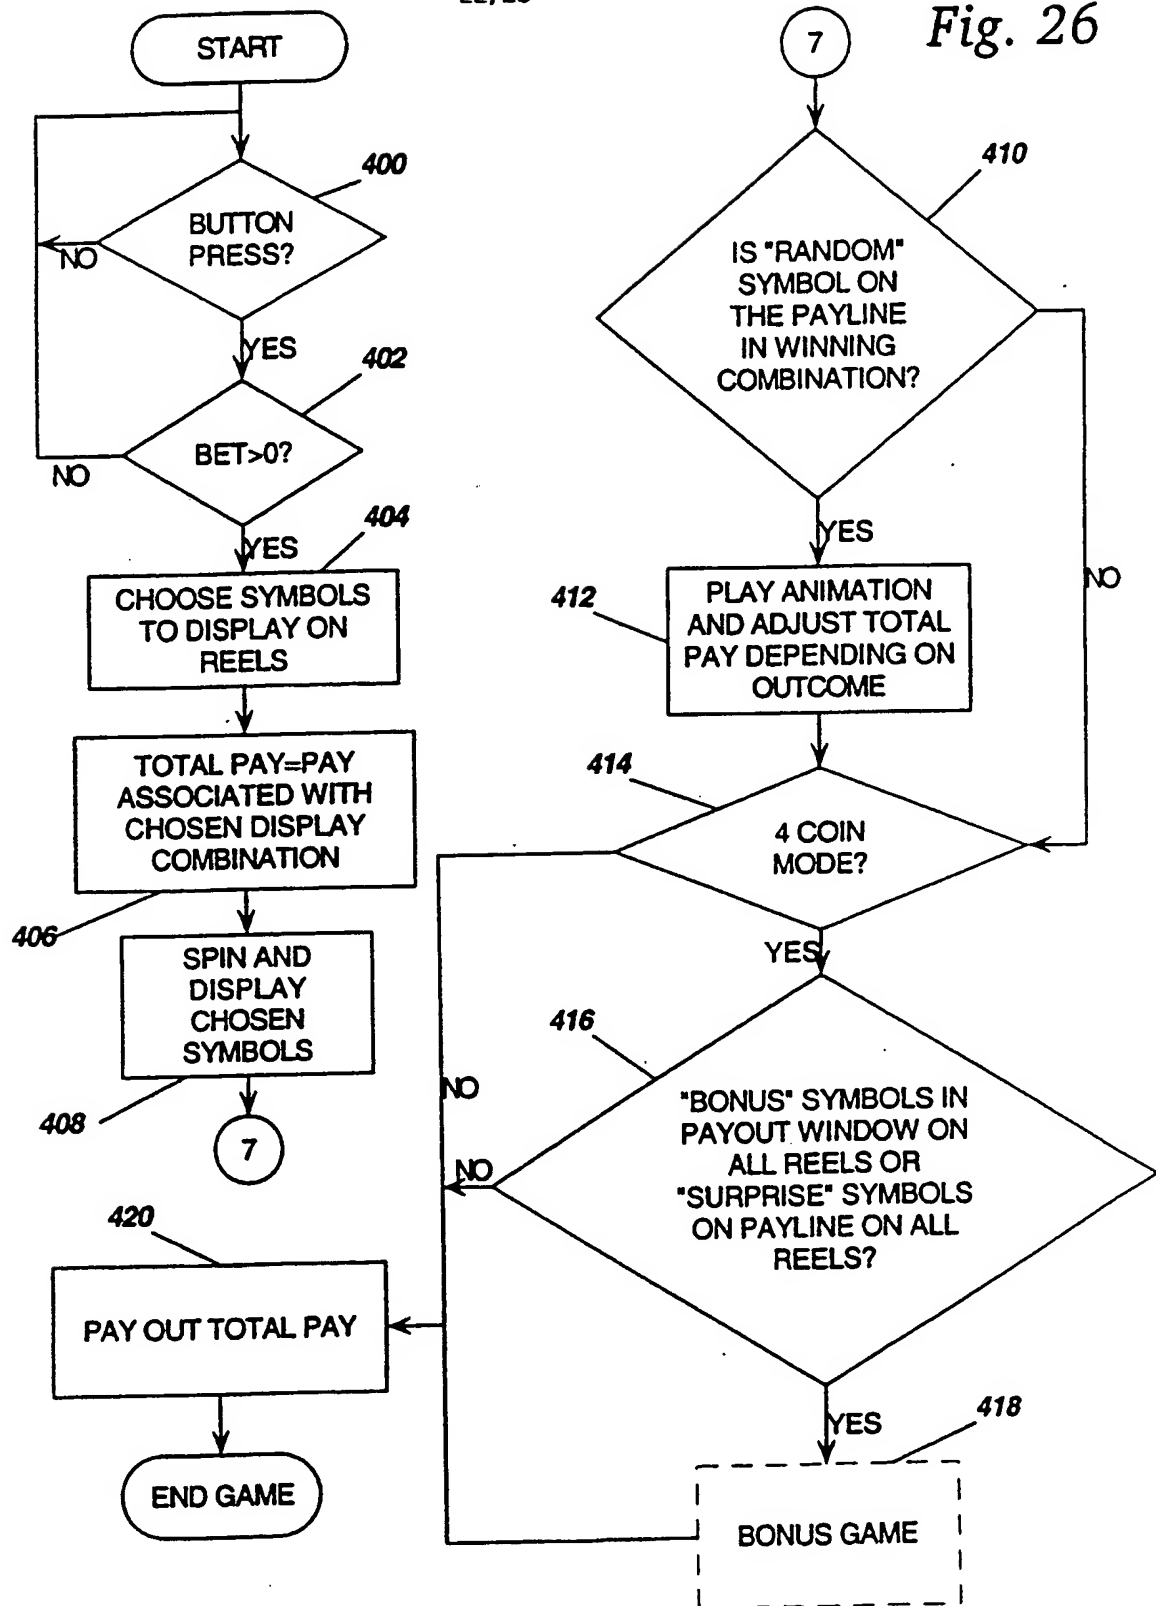 Fig. 26
START
400
BUTTON
PRESS?
NO
YES
402
BET>0?
NO
YES
404
CHOOSE SYMBOLS
TO DISPLAY ON
REELS
TOTAL PAY=PAY
ASSOCIATED WITH
CHOSEN DISPLAY
COMBINATION
406
SPIN AND
DISPLAY
CHOSEN
SYMBOLS
408
7
420
PAY OUT TOTAL PAY
END GAME
7
410
IS "RANDOM"
SYMBOL ON
THE PAYLINE
IN WINNING
COMBINATION?
YES
NO
412
PLAY ANIMATION
AND ADJUST TOTAL
PAY DEPENDING ON
OUTCOME
414
4 COIN
MODE?
YES
NO
416
"BONUS" SYMBOLS IN
PAYOUT WINDOW ON
ALL REELS OR
"SURPRISE" SYMBOLS
ON PAYLINE ON ALL
REELS?
NO
YES
418
BONUS GAME